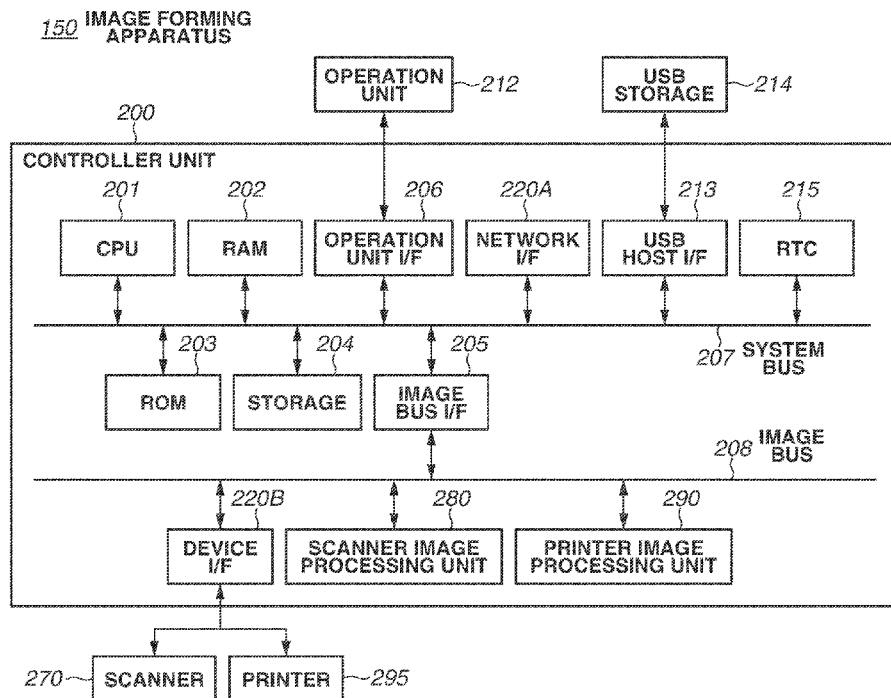 150 IMAGE FORMING
APPARATUS
OPERATION
UNIT
212
USB
STORAGE
214
200
CONTROLLER UNIT
201
202
206
220A
213
215
CPU
RAM
OPERATION
UNIT I/F
NETWORK
I/F
USB
HOST I/F
RTC
203
204
205
207 SYSTEM
BUS
ROM
STORAGE
IMAGE
BUS I/F
208 IMAGE
BUS
220B
280
290
DEVICE
I/F
SCANNER IMAGE
PROCESSING UNIT
PRINTER IMAGE
PROCESSING UNIT
270
SCANNER
PRINTER
295